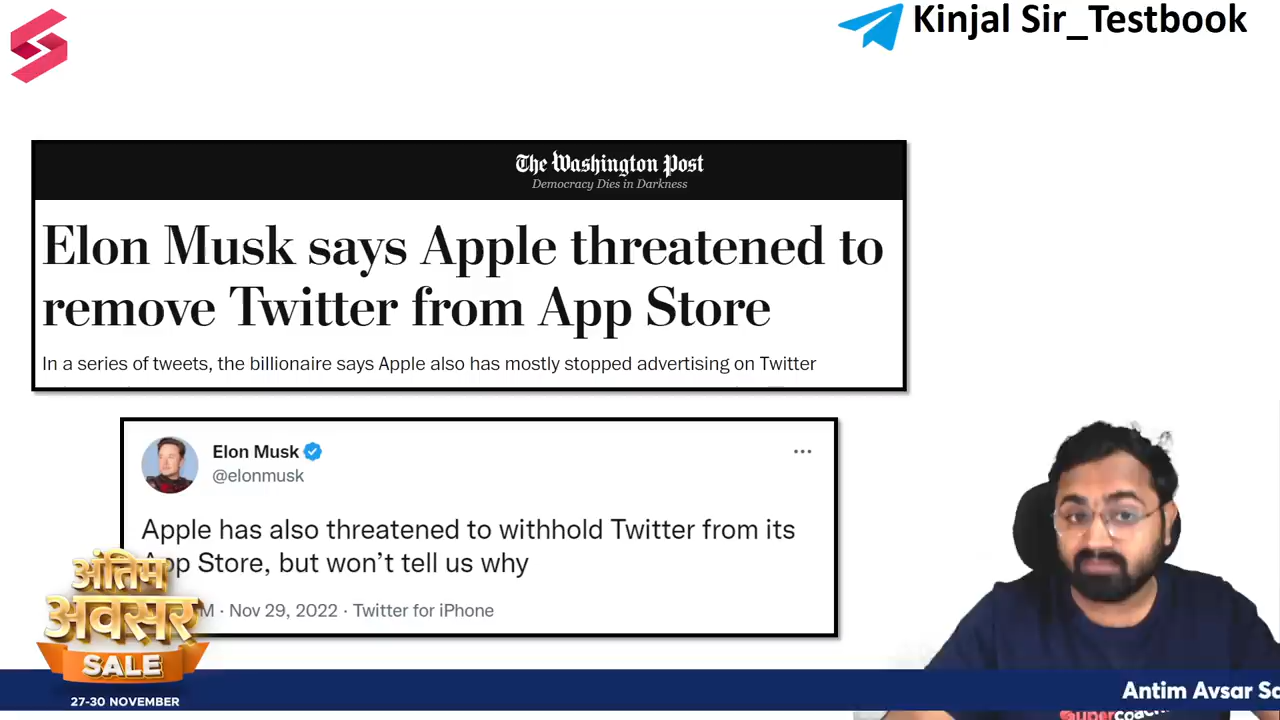 Kinjal Sir_Testbook
The Washington Post
Democracy Dies in Darkness
Elon Musk says Apple threatened to
remove Twitter from App Store
In a series of tweets, the billionaire says Apple also has mostly stopped advertising on Twitter
Elon Musk
@elonmusk
Apple has also threatened to withhold Twitter from its
App Store, but won't tell us why
M · Nov 29, 2022 · Twitter for iPhone
अंतिम
अवसर
SALE
27-30 NOVEMBER
Antim Avsar Sa